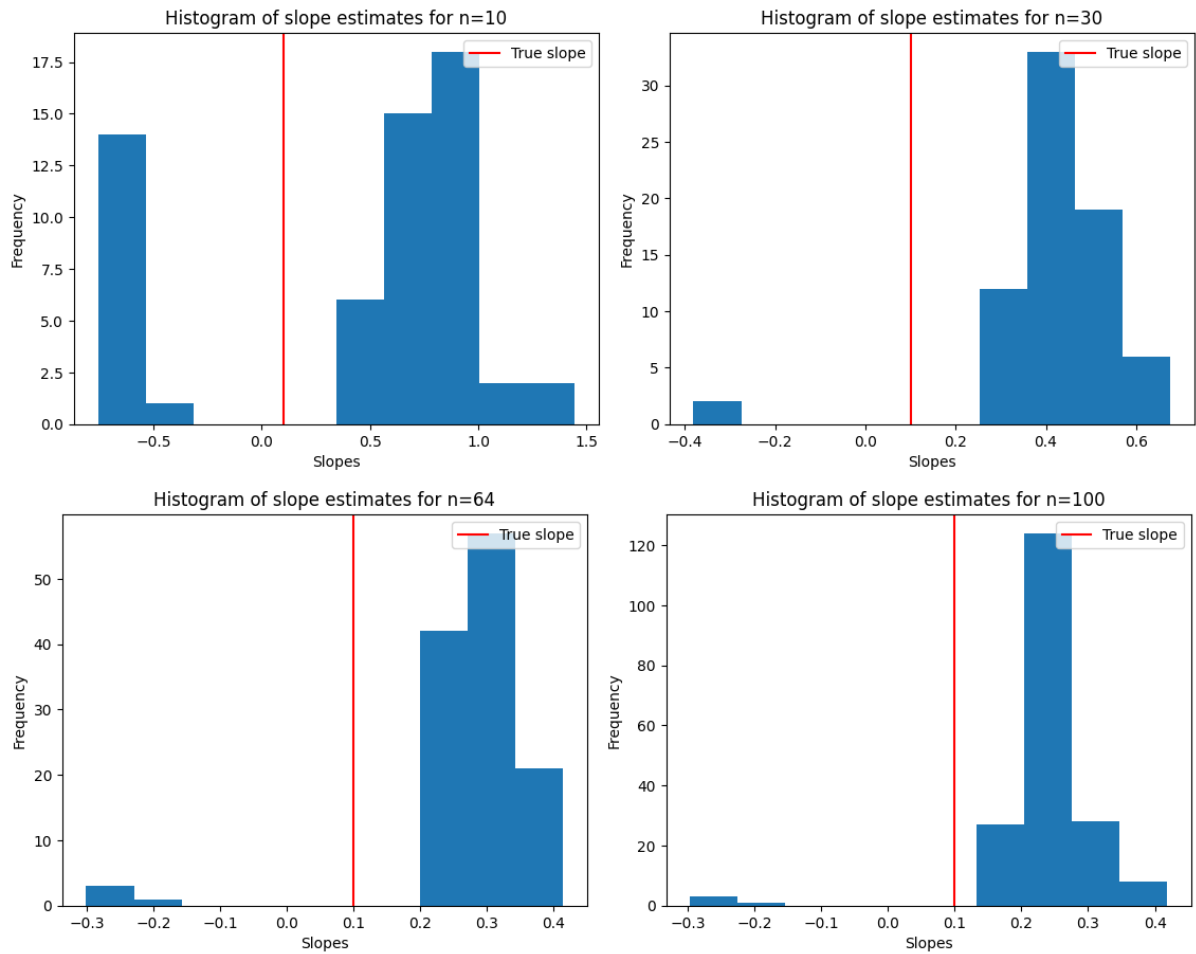 Histogram of slope estimates for n=10
True slope
17.5
15.0
12.5
10.0
7.5
5.0
2.5
0.0
Frequency
−0.5 0.0 0.5 1.0 1.5
Slopes
Histogram of slope estimates for n=30
True slope
30
25
20
15
10
5
0
Frequency
−0.4 −0.2 0.0 0.2 0.4 0.6
Slopes
Histogram of slope estimates for n=64
True slope
50
40
30
20
10
0
Frequency
−0.3 −0.2 −0.1 0.0 0.1 0.2 0.3 0.4
Slopes
Histogram of slope estimates for n=100
True slope
120
100
80
60
40
20
0
Frequency
−0.3 −0.2 −0.1 0.0 0.1 0.2 0.3 0.4
Slopes